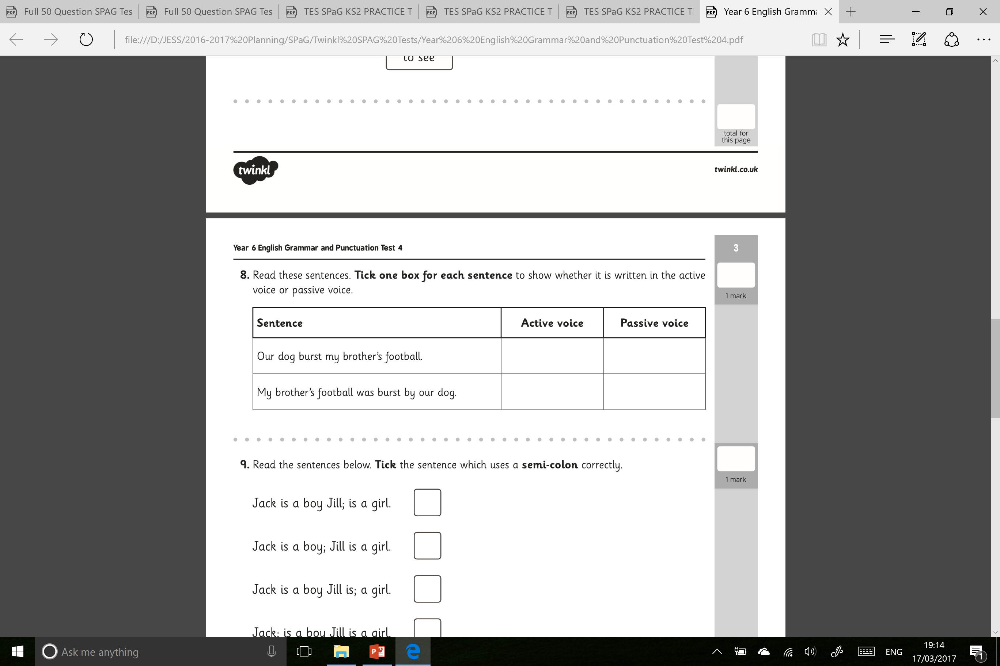 Full 50 Question SPAG Tes
Full 50 Question SPAG Tes
TES SPaG KS2 PRACTICE T
TES SPaG KS2 PRACTICE T
TES SPaG KS2 PRACTICE TI
Year 6 English Gramma
file:///D:/JESS/2016-2017%20Planning/SPaG/Twinkl%20SPAG%20Tests/Year%206%20English%20Grammar%20and%20Punctuation%20Test%204.pdf
to see
total for
this page
twinkl
twinkl.co.uk
Year 6 English Grammar and Punctuation Test 4
3
8. Read these sentences. Tick one box for each sentence to show whether it is written in the active
voice or passive voice.
1 mark
Sentence Active voice Passive voice
Our dog burst my brother’s football.
My brother’s football was burst by our dog.
9. Read the sentences below. Tick the sentence which uses a semi-colon correctly.
1 mark
Jack is a boy Jill; is a girl.
Jack is a boy; Jill is a girl.
Jack is a boy Jill is; a girl.
Jack; is a boy Jill is a girl.
Ask me anything
ENG
19:14
17/03/2017
1